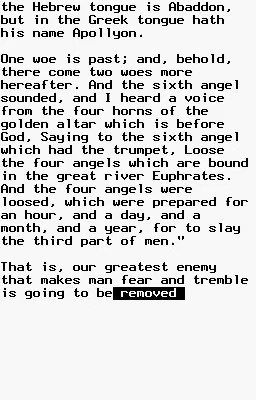 the Hebrew tongue is Abaddon,
but in the Greek tongue hath
his name Apollyon.
One woe is past; and, behold,
there come two woes more
hereafter. And the sixth angel
sounded, and I heard a voice
from the four horns of the
golden altar which is before
God, Saying to the sixth angel
which had the trumpet, Loose
the four angels which are bound
in the great river Euphrates.
And the four angels were
loosed, which were prepared for
an hour, and a day, and a
month, and a year, for to slay
the third part of men."
That is, our greatest enemy
that makes man fear and tremble
is going to be removed